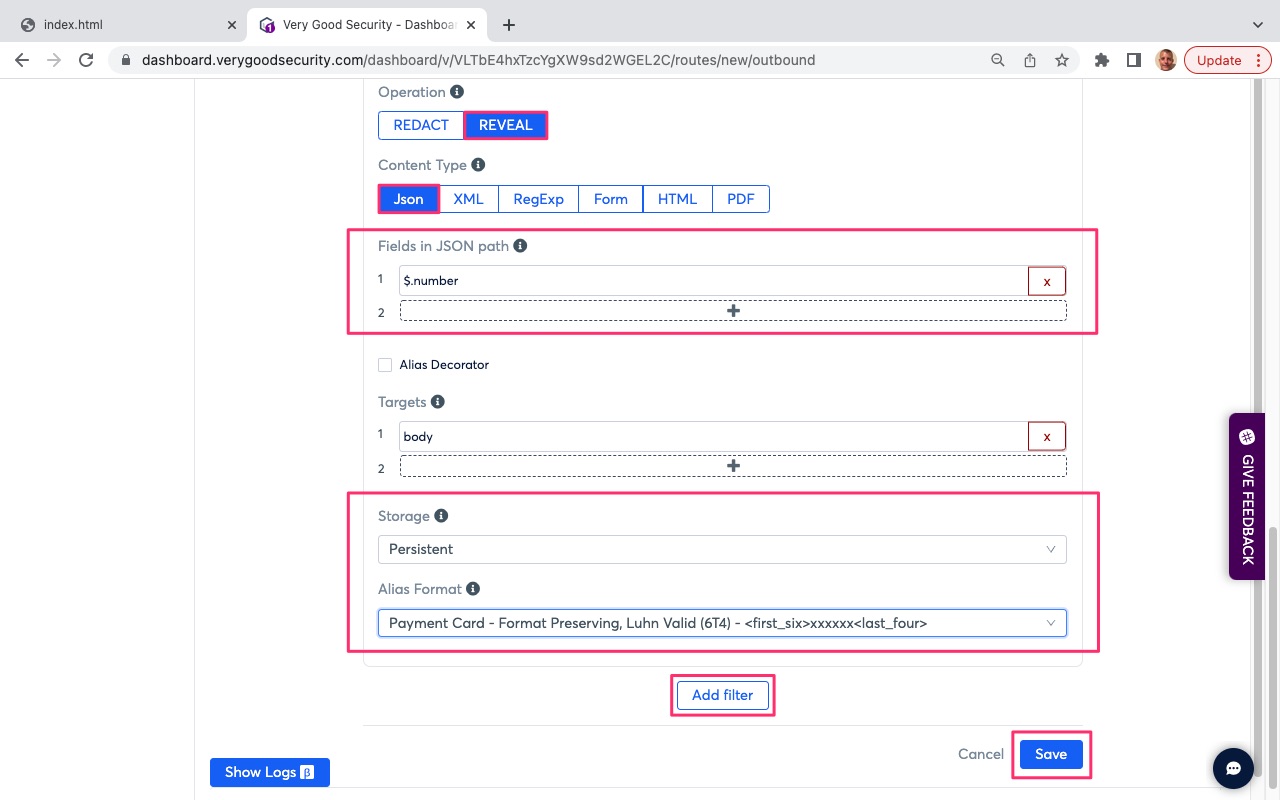 index.html
Very Good Security - Dashboa
dashboard.verygoodsecurity.com/dashboard/v/VLTbE4hxTzcYgXW9sd2WGEL2C/routes/new/outbound
Update
Operation
REDACT REVEAL
Content Type
Json XML RegExp Form HTML PDF
Fields in JSON path
1 $.number x
2 +
Alias Decorator
Targets
1 body x
2 +
Storage
Persistent
Alias Format
Payment Card - Format Preserving, Luhn Valid (6T4) - <first_six>xxxxxx<last_four>
Add filter
Cancel Save
Show Logs β
GIVE FEEDBACK